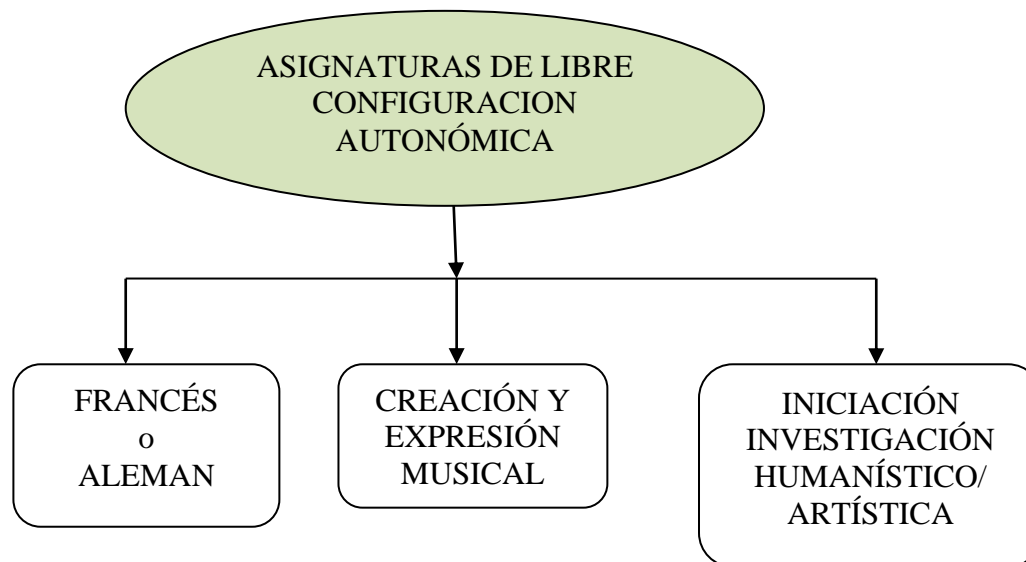 ASIGNATURAS DE LIBRE
CONFIGURACION
AUTONÓMICA
FRANCÉS
o
ALEMAN
CREACIÓN Y
EXPRESIÓN
MUSICAL
INICIACIÓN
INVESTIGACIÓN
HUMANÍSTICO/
ARTÍSTICA